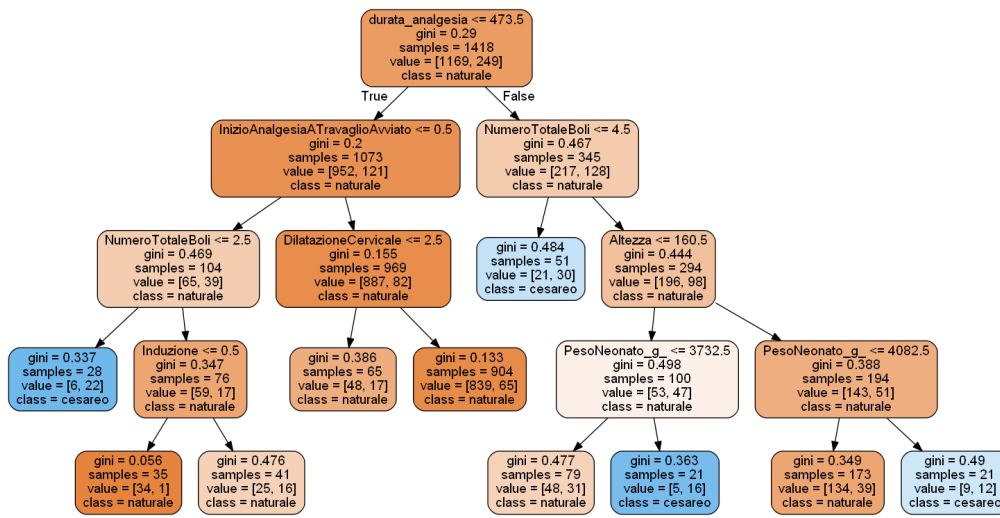 durata_analgesia <= 473.5
gini = 0.29
samples = 1418
value = [1169, 249]
class = naturale
True
False
InizioAnalgesiaATravaglioAvviato <= 0.5
gini = 0.2
samples = 1073
value = [952, 121]
class = naturale
NumeroTotaleBoli <= 4.5
gini = 0.467
samples = 345
value = [217, 128]
class = naturale
NumeroTotaleBoli <= 2.5
gini = 0.469
samples = 104
value = [65, 39]
class = naturale
DilatazioneCervicale <= 2.5
gini = 0.155
samples = 969
value = [887, 82]
class = naturale
gini = 0.484
samples = 51
value = [21, 30]
class = cesareo
Altezza <= 160.5
gini = 0.444
samples = 294
value = [196, 98]
class = naturale
gini = 0.337
samples = 28
value = [6, 22]
class = cesareo
Induzione <= 0.5
gini = 0.347
samples = 76
value = [59, 17]
class = naturale
gini = 0.386
samples = 65
value = [48, 17]
class = naturale
gini = 0.133
samples = 904
value = [839, 65]
class = naturale
PesoNeonato_g_ <= 3732.5
gini = 0.498
samples = 100
value = [53, 47]
class = naturale
PesoNeonato_g_ <= 4082.5
gini = 0.388
samples = 194
value = [143, 51]
class = naturale
gini = 0.056
samples = 35
value = [34, 1]
class = naturale
gini = 0.476
samples = 41
value = [25, 16]
class = naturale
gini = 0.477
samples = 79
value = [48, 31]
class = naturale
gini = 0.363
samples = 21
value = [5, 16]
class = cesareo
gini = 0.349
samples = 173
value = [134, 39]
class = naturale
gini = 0.49
samples = 21
value = [9, 12]
class = cesareo